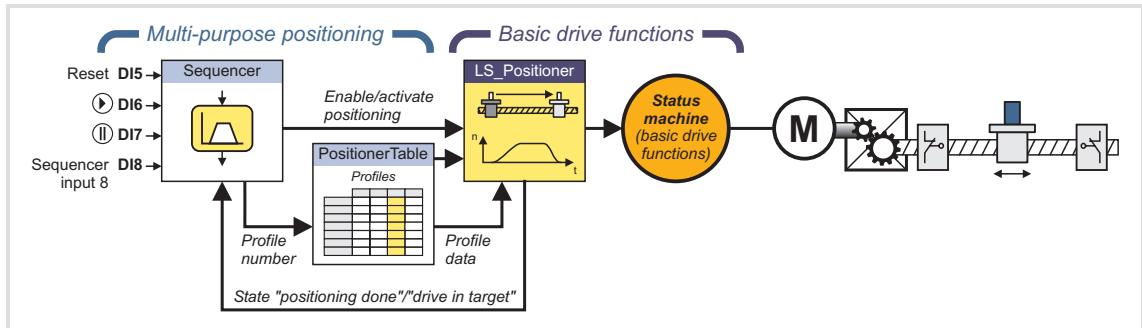 Multi-purpose positioning
Basic drive functions
Reset DI5
DI6
DI7
Sequencer DI8
input 8
Sequencer
Enable/activate
positioning
PositionerTable
Profiles
Profile
number
Profile
data
LS_Positioner
n
t
Status
machine
(basic drive
functions)
M
State "positioning done"/"drive in target"